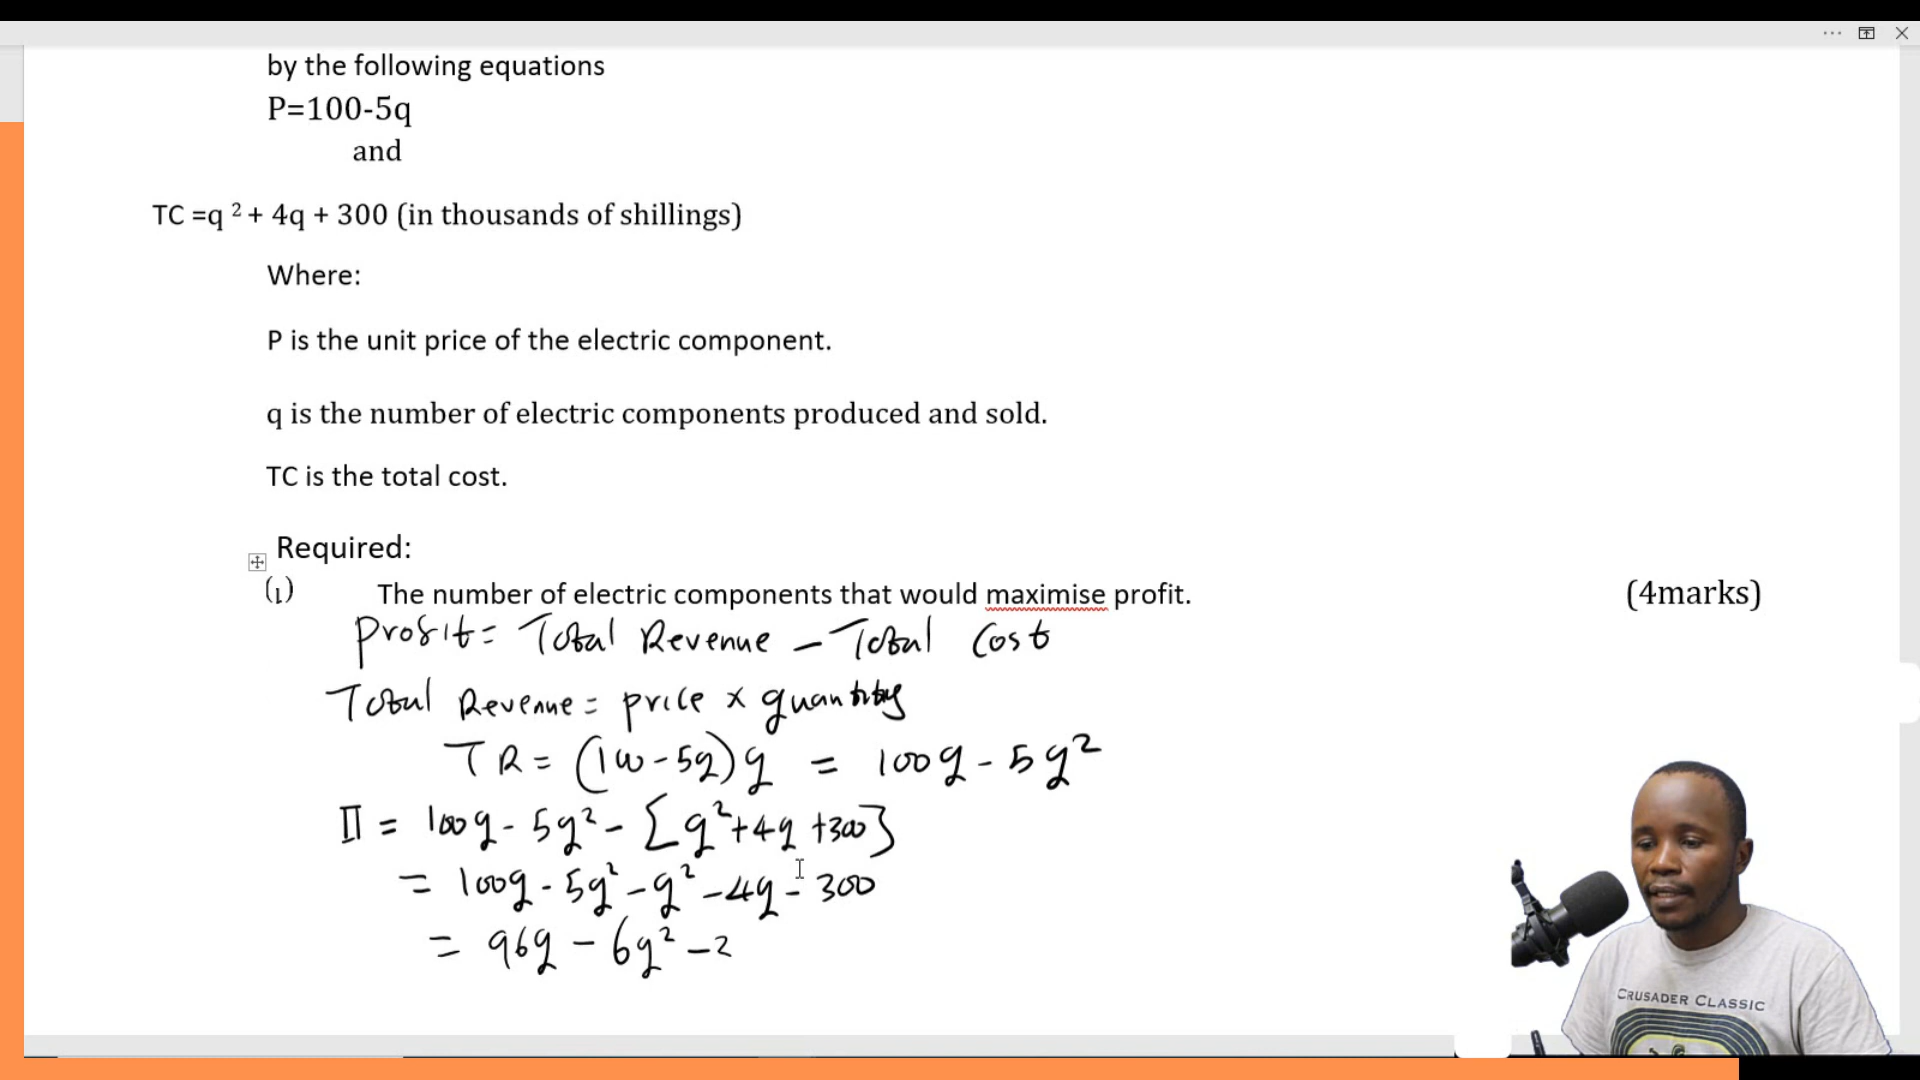 by the following equations
P=100-5q
and
TC =q ² + 4q + 300 (in thousands of shillings)
Where:
P is the unit price of the electric component.
q is the number of electric components produced and sold.
TC is the total cost.
Required:
(i) The number of electric components that would maximise profit. (4marks)
Profit = Total Revenue - Total Cost
Total Revenue = price × quantity
TR = (100-5q)q = 100q - 5q²
Π = 100q - 5q² - [q²+4q+300]
= 100q - 5q² - q² - 4q - 300
= 96q - 6q² - 3
CRUSADER CLASSIC